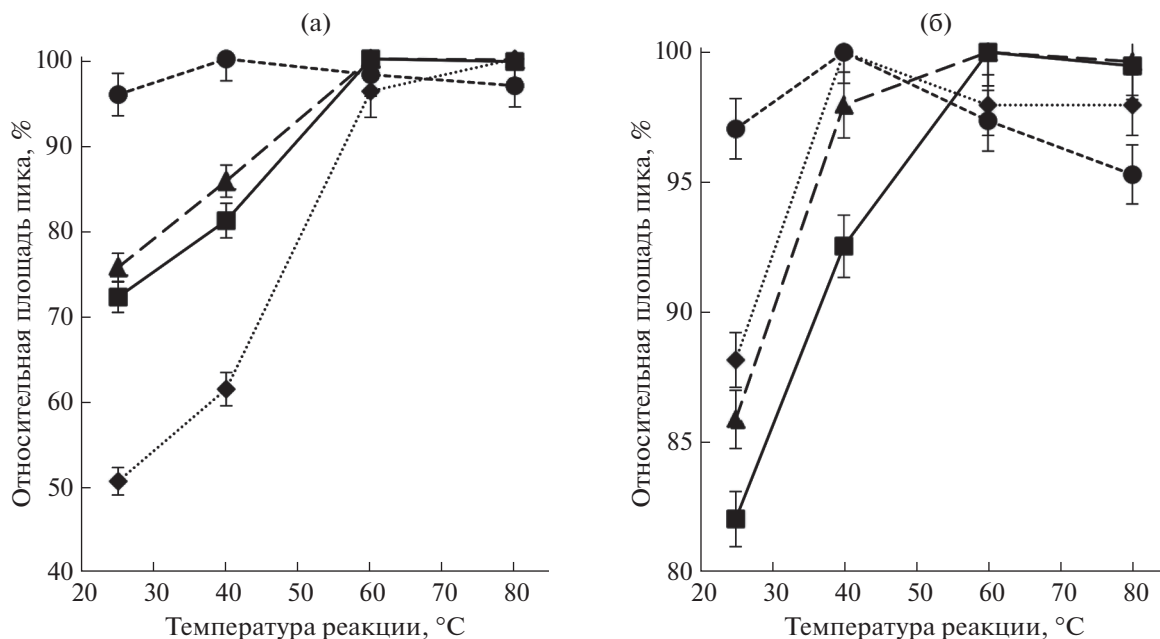 (а)
Относительная площадь пика, %
100
90
80
70
60
50
40
20 30 40 50 60 70 80
Температура реакции, °C
(б)
Относительная площадь пика, %
100
95
90
85
80
20 30 40 50 60 70 80
Температура реакции, °C